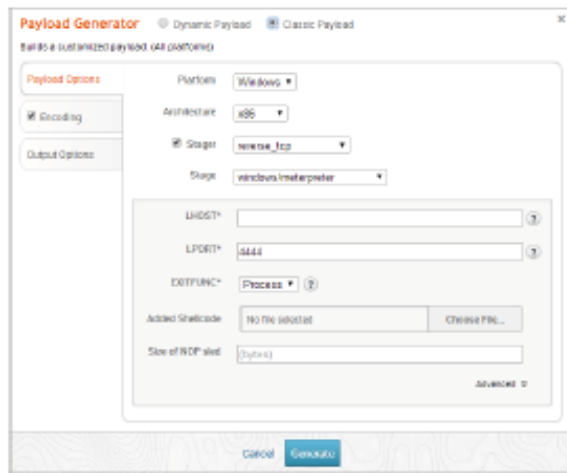 Payload Generator Dynamic Payload Classic Payload
Builds a customized payload. (All platforms)
Payload Options
Encoding
Output Options
Platform Windows
Architecture x86
Stager reverse_tcp
Stage windows/meterpreter
LHOST*
LPORT* 4444
EXITFUNC* Process
Added Shellcode No file selected Choose File...
Size of NOP sled (bytes)
Advanced
Cancel Generate